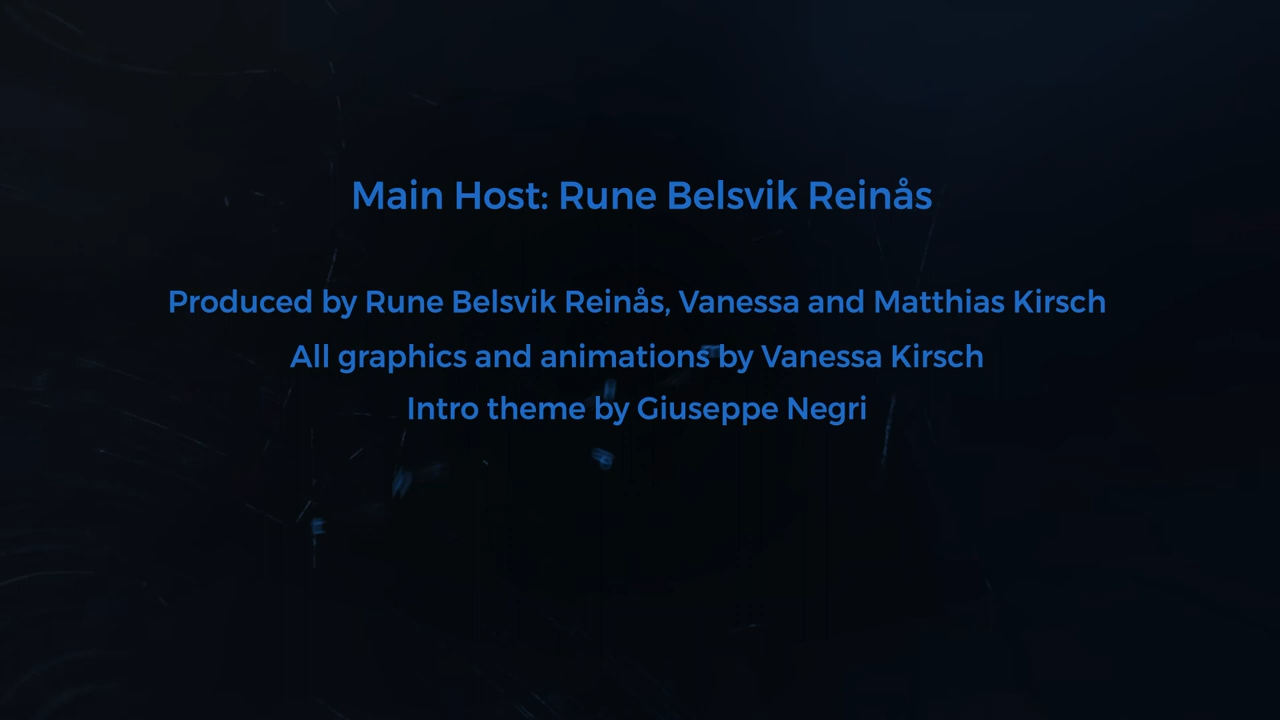 Main Host: Rune Belsvik Reinås
Produced by Rune Belsvik Reinås, Vanessa and Matthias Kirsch
All graphics and animations by Vanessa Kirsch
Intro theme by Giuseppe Negri